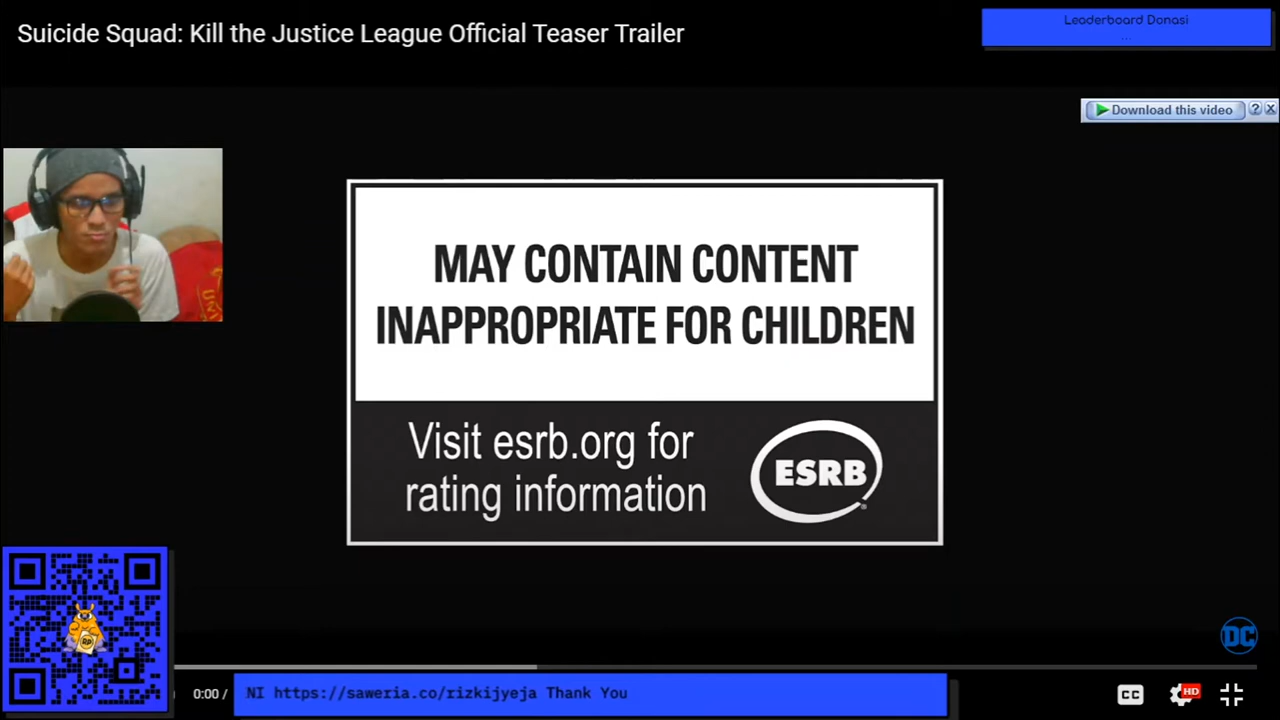 Suicide Squad: Kill the Justice League Official Teaser Trailer
Leaderboard Donasi
...
Download this video
?
MAY CONTAIN CONTENT
INAPPROPRIATE FOR CHILDREN
Visit esrb.org for
rating information
ESRB
DC
0:00 /
NI https://saweria.co/rizkijyeja Thank You
CC
HD